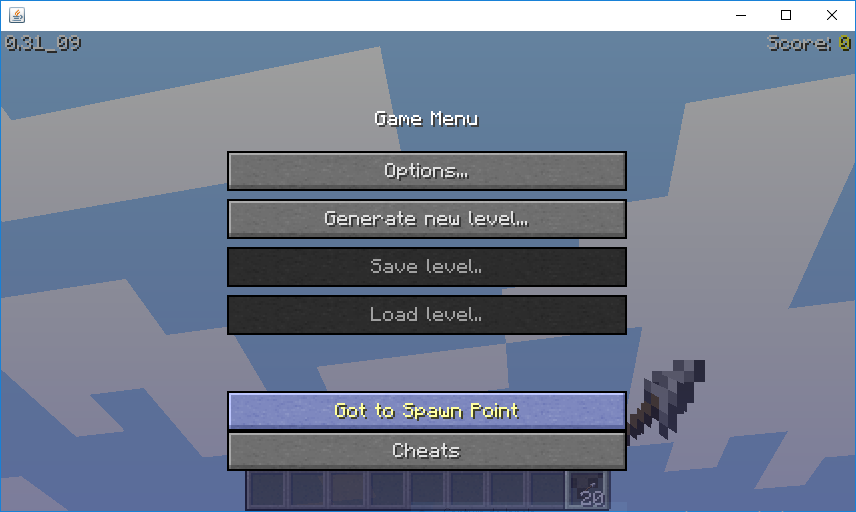 0.31_09
Score: 0
Game Menu
Options...
Generate new level...
Save level..
Load level..
Got to Spawn Point
Cheats
20